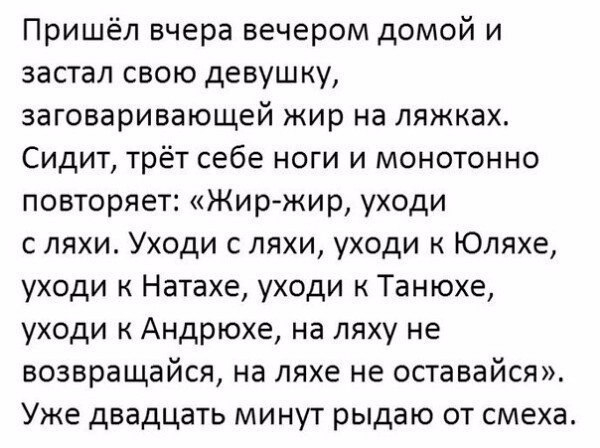 Пришёл вчера вечером домой и
застал свою девушку,
заговаривающей жир на ляжках.
Сидит, трёт себе ноги и монотонно
повторяет: «Жир-жир, уходи
с ляхи. Уходи с ляхи, уходи к Юляхе,
уходи к Натахе, уходи к Танюхе,
уходи к Андрюхе, на ляху не
возвращайся, на ляхе не оставайся».
Уже двадцать минут рыдаю от смеха.